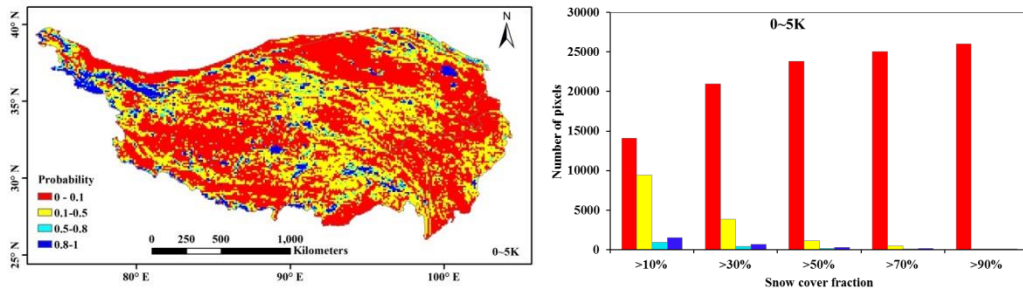 40° N
35° N
30° N
25° N
N
Probability
0 - 0.1
0.1-0.5
0.5-0.8
0.8-1
0 250 500 1,000
Kilometers
0~5K
80° E 90° E 100° E
0~5K
Number of pixels
30000
25000
20000
15000
10000
5000
0
>10% >30% >50% >70% >90%
Snow cover fraction